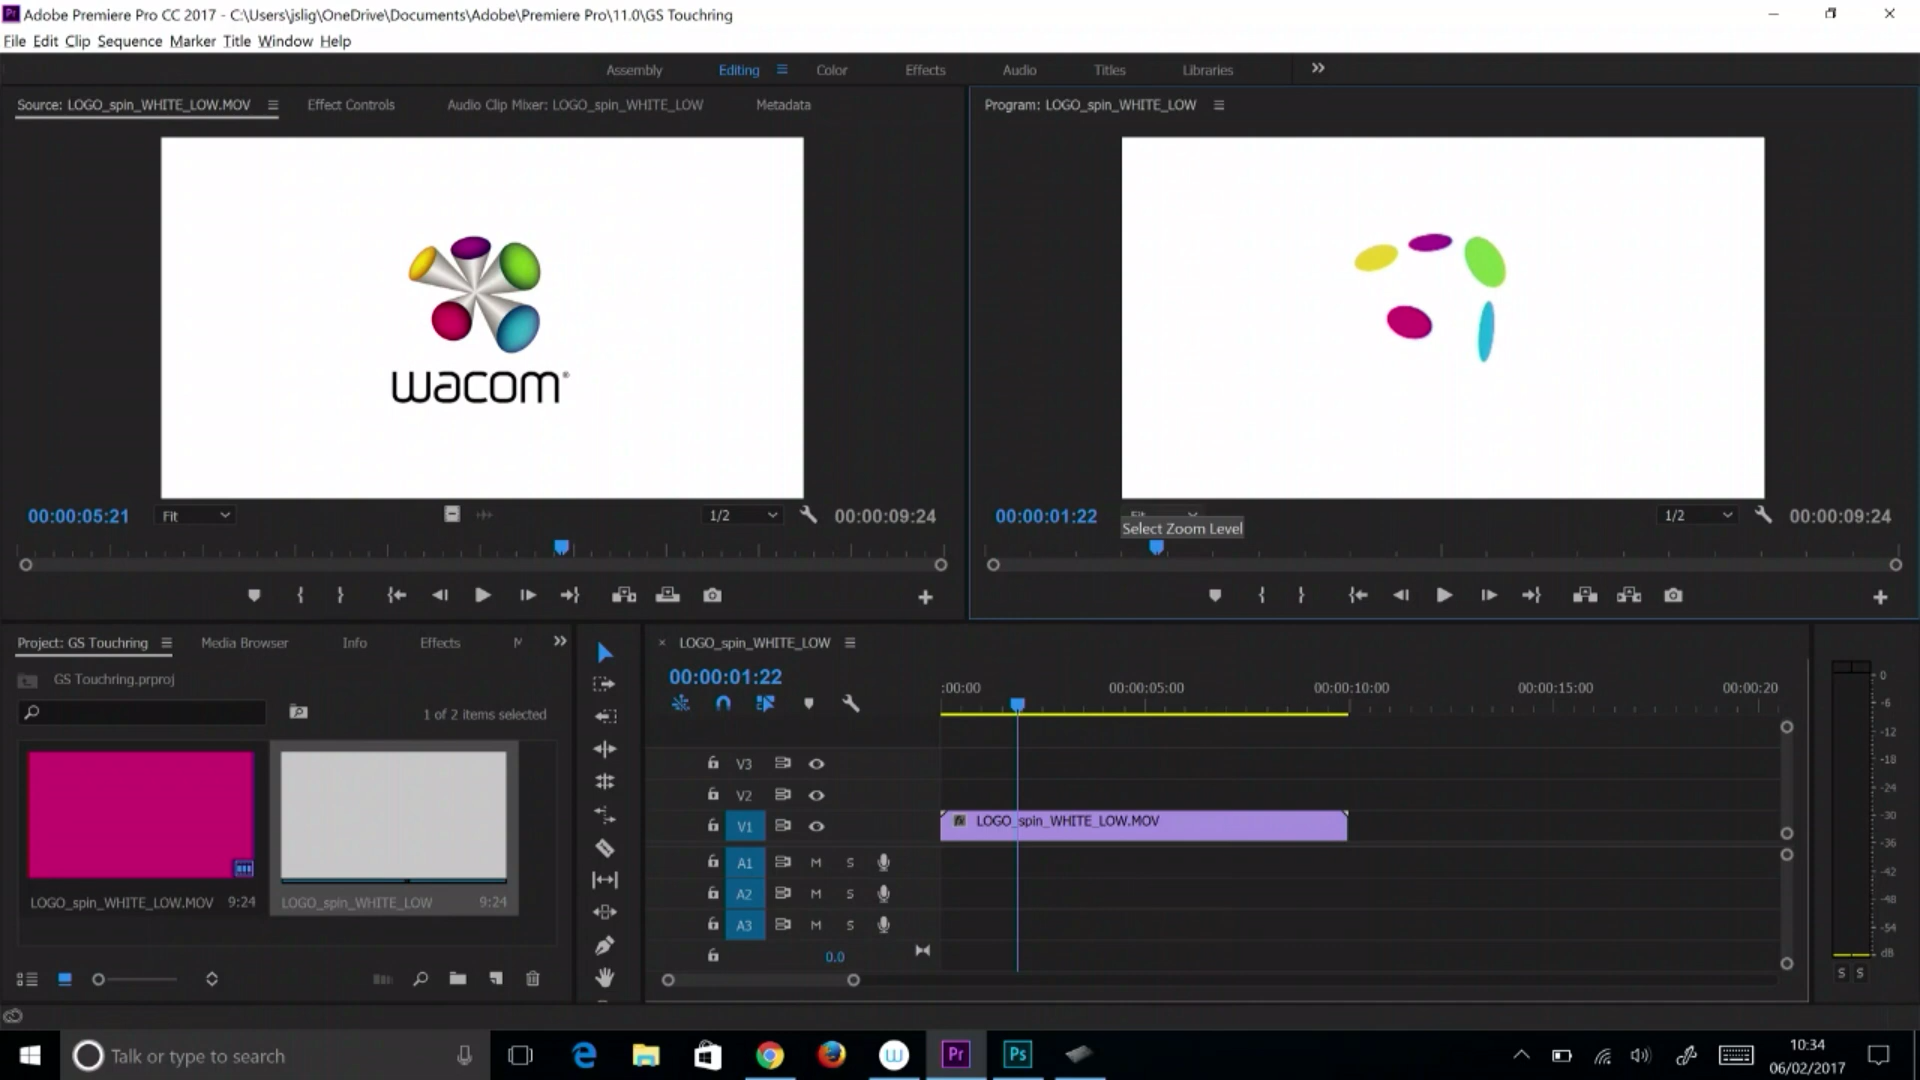 Adobe Premiere Pro CC 2017 - C:\Users\jslig\OneDrive\Documents\Adobe\Premiere Pro\11.0\GS Touchring
File Edit Clip Sequence Marker Title Window Help
Assembly Editing Color Effects Audio Titles Libraries
Source: LOGO_spin_WHITE_LOW.MOV Effect Controls Audio Clip Mixer: LOGO_spin_WHITE_LOW Metadata
Program: LOGO_spin_WHITE_LOW
wacom®
00:00:05:21 Fit 1/2 00:00:09:24
00:00:01:22 1/2 00:00:09:24
Select Zoom Level
Project: GS Touchring Media Browser Info Effects
GS Touchring.prproj
1 of 2 items selected
LOGO_spin_WHITE_LOW.MOV 9:24
LOGO_spin_WHITE_LOW 9:24
LOGO_spin_WHITE_LOW
00:00:01:22
:00:00 00:00:05:00 00:00:10:00 00:00:15:00 00:00:20
V3
V2
V1 fx LOGO_spin_WHITE_LOW.MOV
A1 M S
A2 M S
A3 M S
0.0
0
-6
-12
-18
-24
-30
-36
-42
-48
-54
dB
S S
Talk or type to search
Pr Ps
10:34
06/02/2017